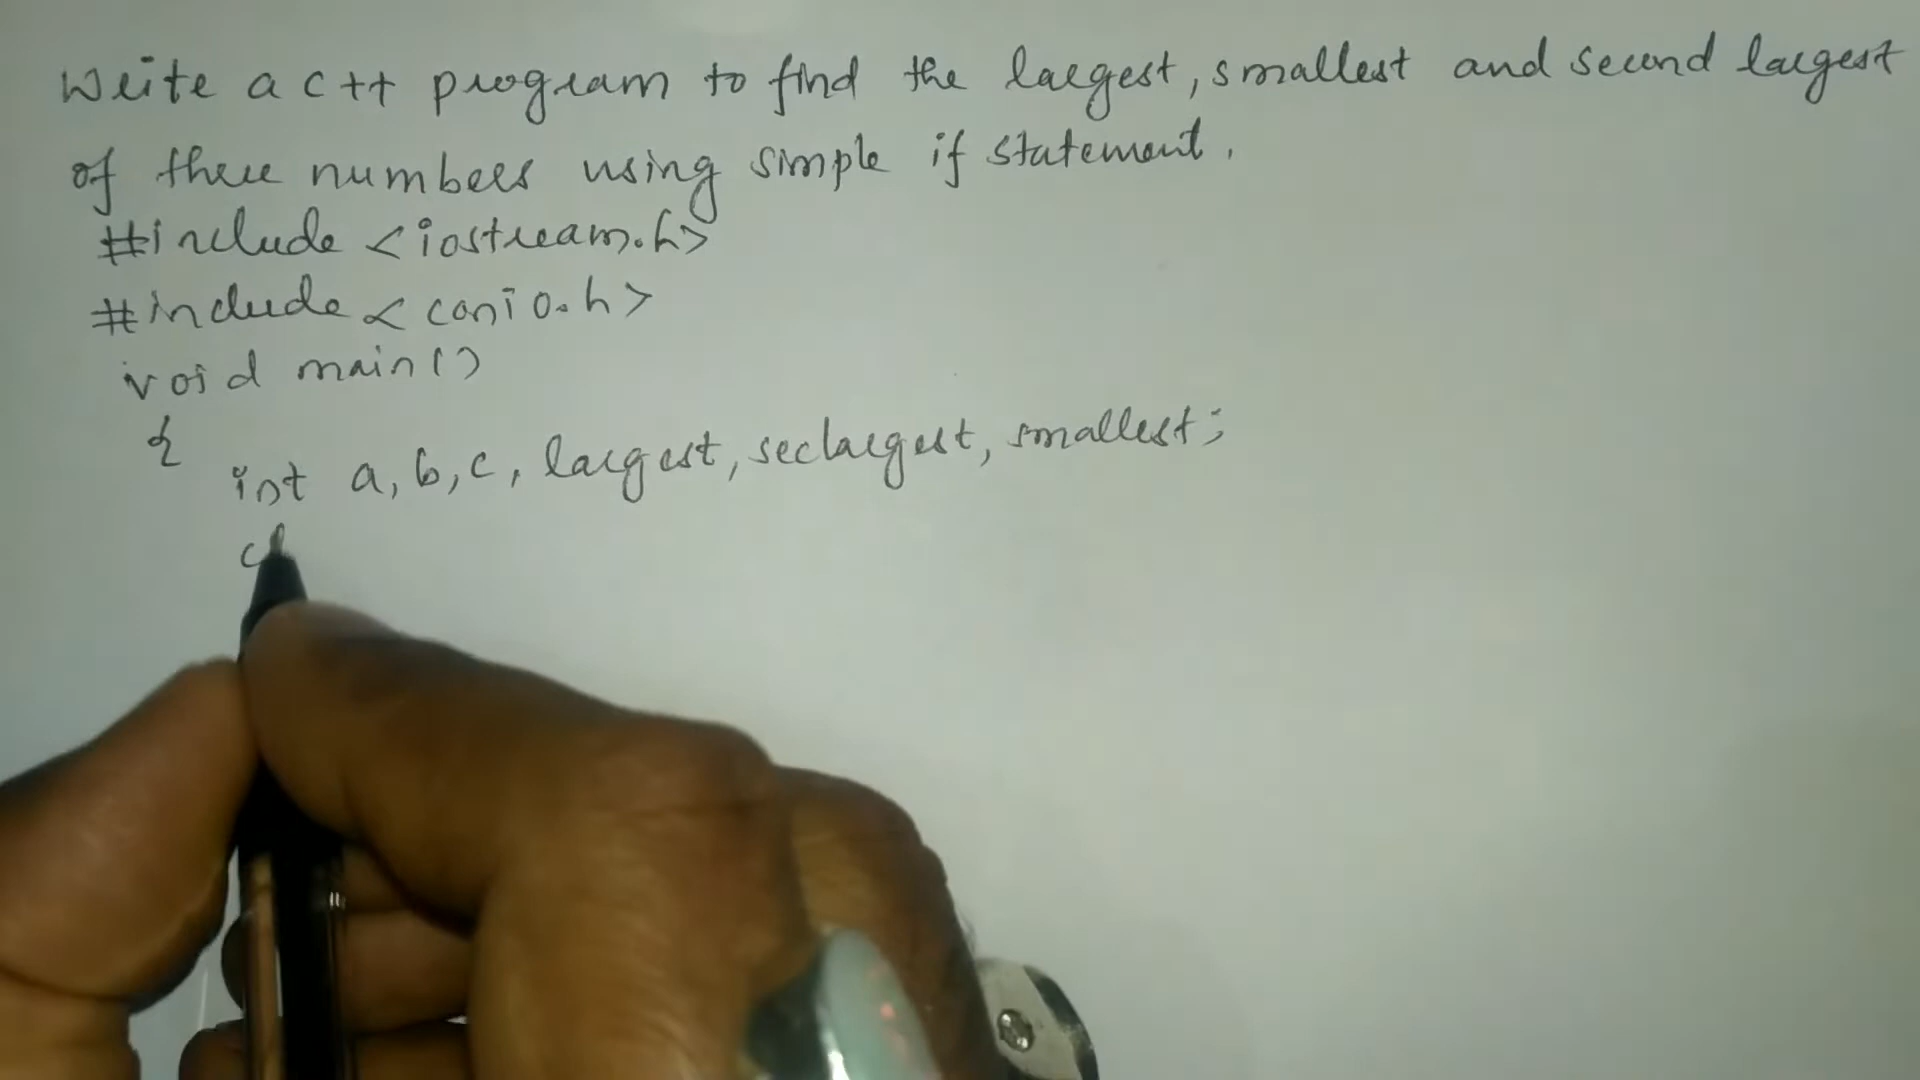 Write a c++ program to find the largest, smallest and second largest
of three numbers using simple if statement.
#include <iostream.h>
#include < conio.h>
void main()
{
int a, b, c, largest, seclargest, smallest;
cl